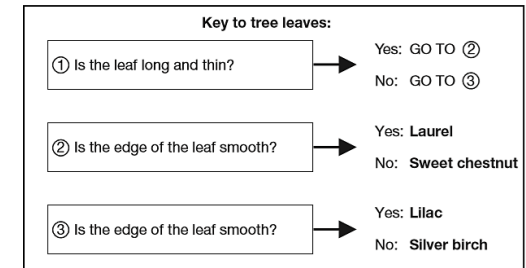 Key to tree leaves:
① Is the leaf long and thin?
Yes: GO TO ②
No: GO TO ③
② Is the edge of the leaf smooth?
Yes: Laurel
No: Sweet chestnut
③ Is the edge of the leaf smooth?
Yes: Lilac
No: Silver birch